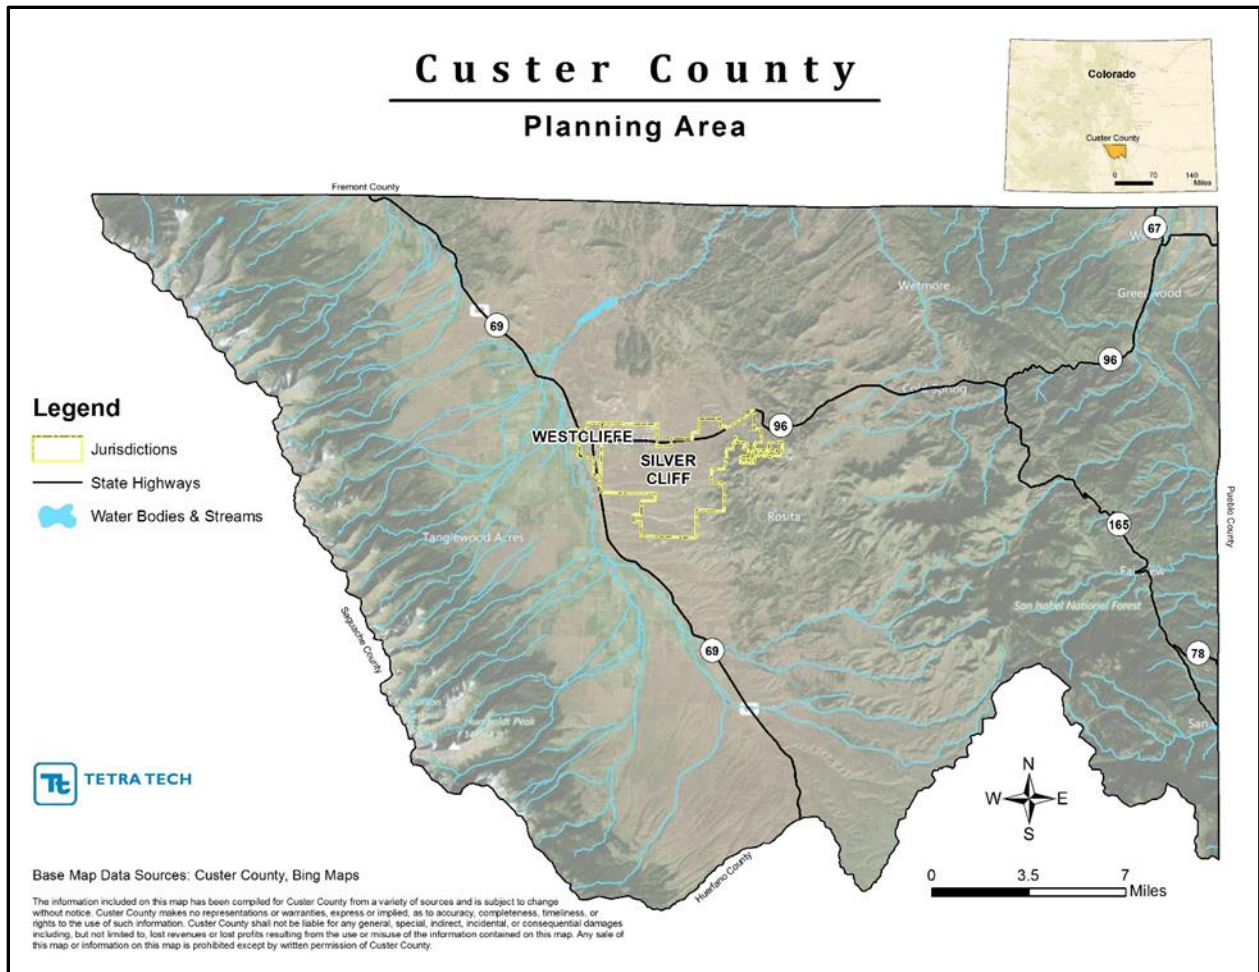 Custer County
Planning Area
Colorado
Custer County
0 70 140
Miles
Fremont County
67
Wetmore
Greenwood
69
96
WESTCLIFFE
96
SILVER
CLIFF
Rosita
Tanglewood Acres
165
San Isabel National Forest
Pueblo County
Saguache County
69
78
Humboldt Peak
San
Huerfano County
Legend
Jurisdictions
State Highways
Water Bodies & Streams
Tt
TETRA TECH
N
W E
S
0 3.5 7
Miles
Base Map Data Sources: Custer County, Bing Maps
The information included on this map has been compiled for Custer County from a variety of sources and is subject to change
without notice. Custer County makes no representations or warranties, express or implied, as to accuracy, completeness, timeliness, or
rights to the use of such information. Custer County shall not be liable for any general, special, indirect, incidental, or consequential damages
including, but not limited to, lost revenues or lost profits resulting from the use or misuse of the information contained on this map. Any sale of
this map or information on this map is prohibited except by written permission of Custer County.